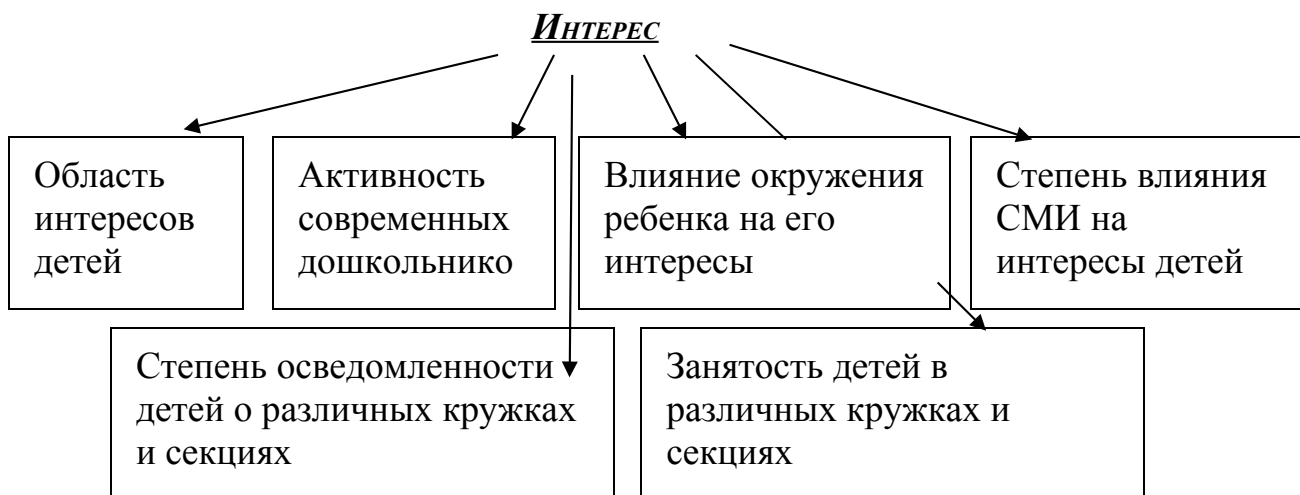 ИНТЕРЕС
Область
интересов
детей
Активность
современных
дошкольнико
Влияние окружения
ребенка на его
интересы
Степень влияния
СМИ на
интересы детей
Степень осведомленности
детей о различных кружках
и секциях
Занятость детей в
различных кружках и
секциях